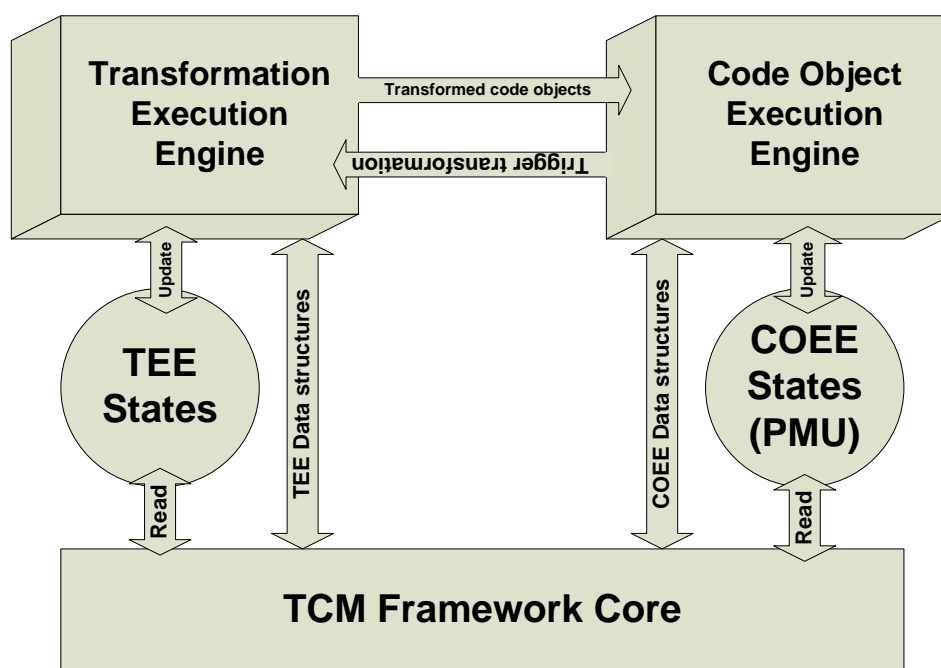 Transformation
Execution
Engine
Code Object
Execution
Engine
Transformed code objects
Trigger transformation
Update
TEE Data structures
COEE Data structures
Update
TEE
States
COEE
States
(PMU)
Read
Read
TCM Framework Core